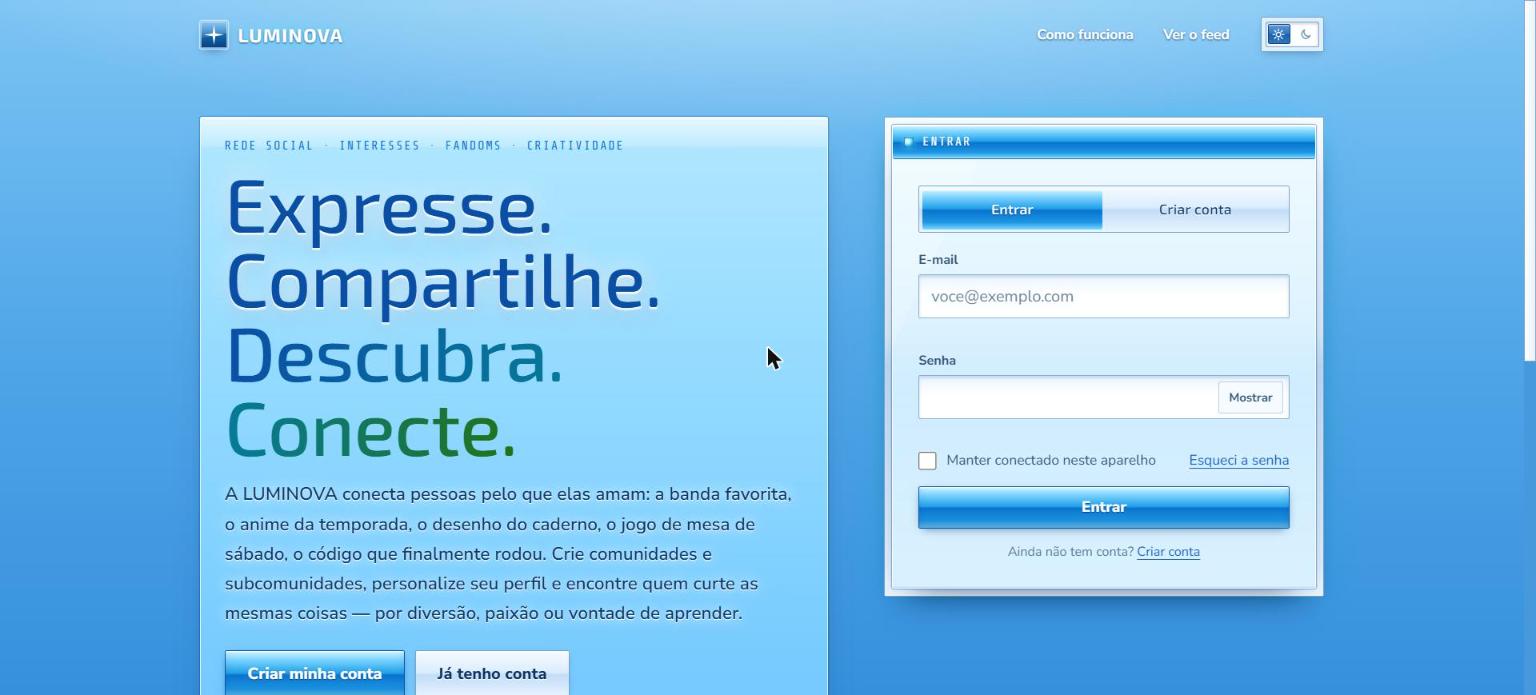 LUMINOVA
Como funciona
Ver o feed
REDE SOCIAL · INTERESSES · FANDOMS · CRIATIVIDADE
Expresse.
Compartilhe.
Descubra.
Conecte.
A LUMINOVA conecta pessoas pelo que elas amam: a banda favorita,
o anime da temporada, o desenho do caderno, o jogo de mesa de
sábado, o código que finalmente rodou. Crie comunidades e
subcomunidades, personalize seu perfil e encontre quem curte as
mesmas coisas — por diversão, paixão ou vontade de aprender.
Criar minha conta
Já tenho conta
ENTRAR
Entrar
Criar conta
E-mail
voce@exemplo.com
Senha
Mostrar
Manter conectado neste aparelho
Esqueci a senha
Entrar
Ainda não tem conta? Criar conta